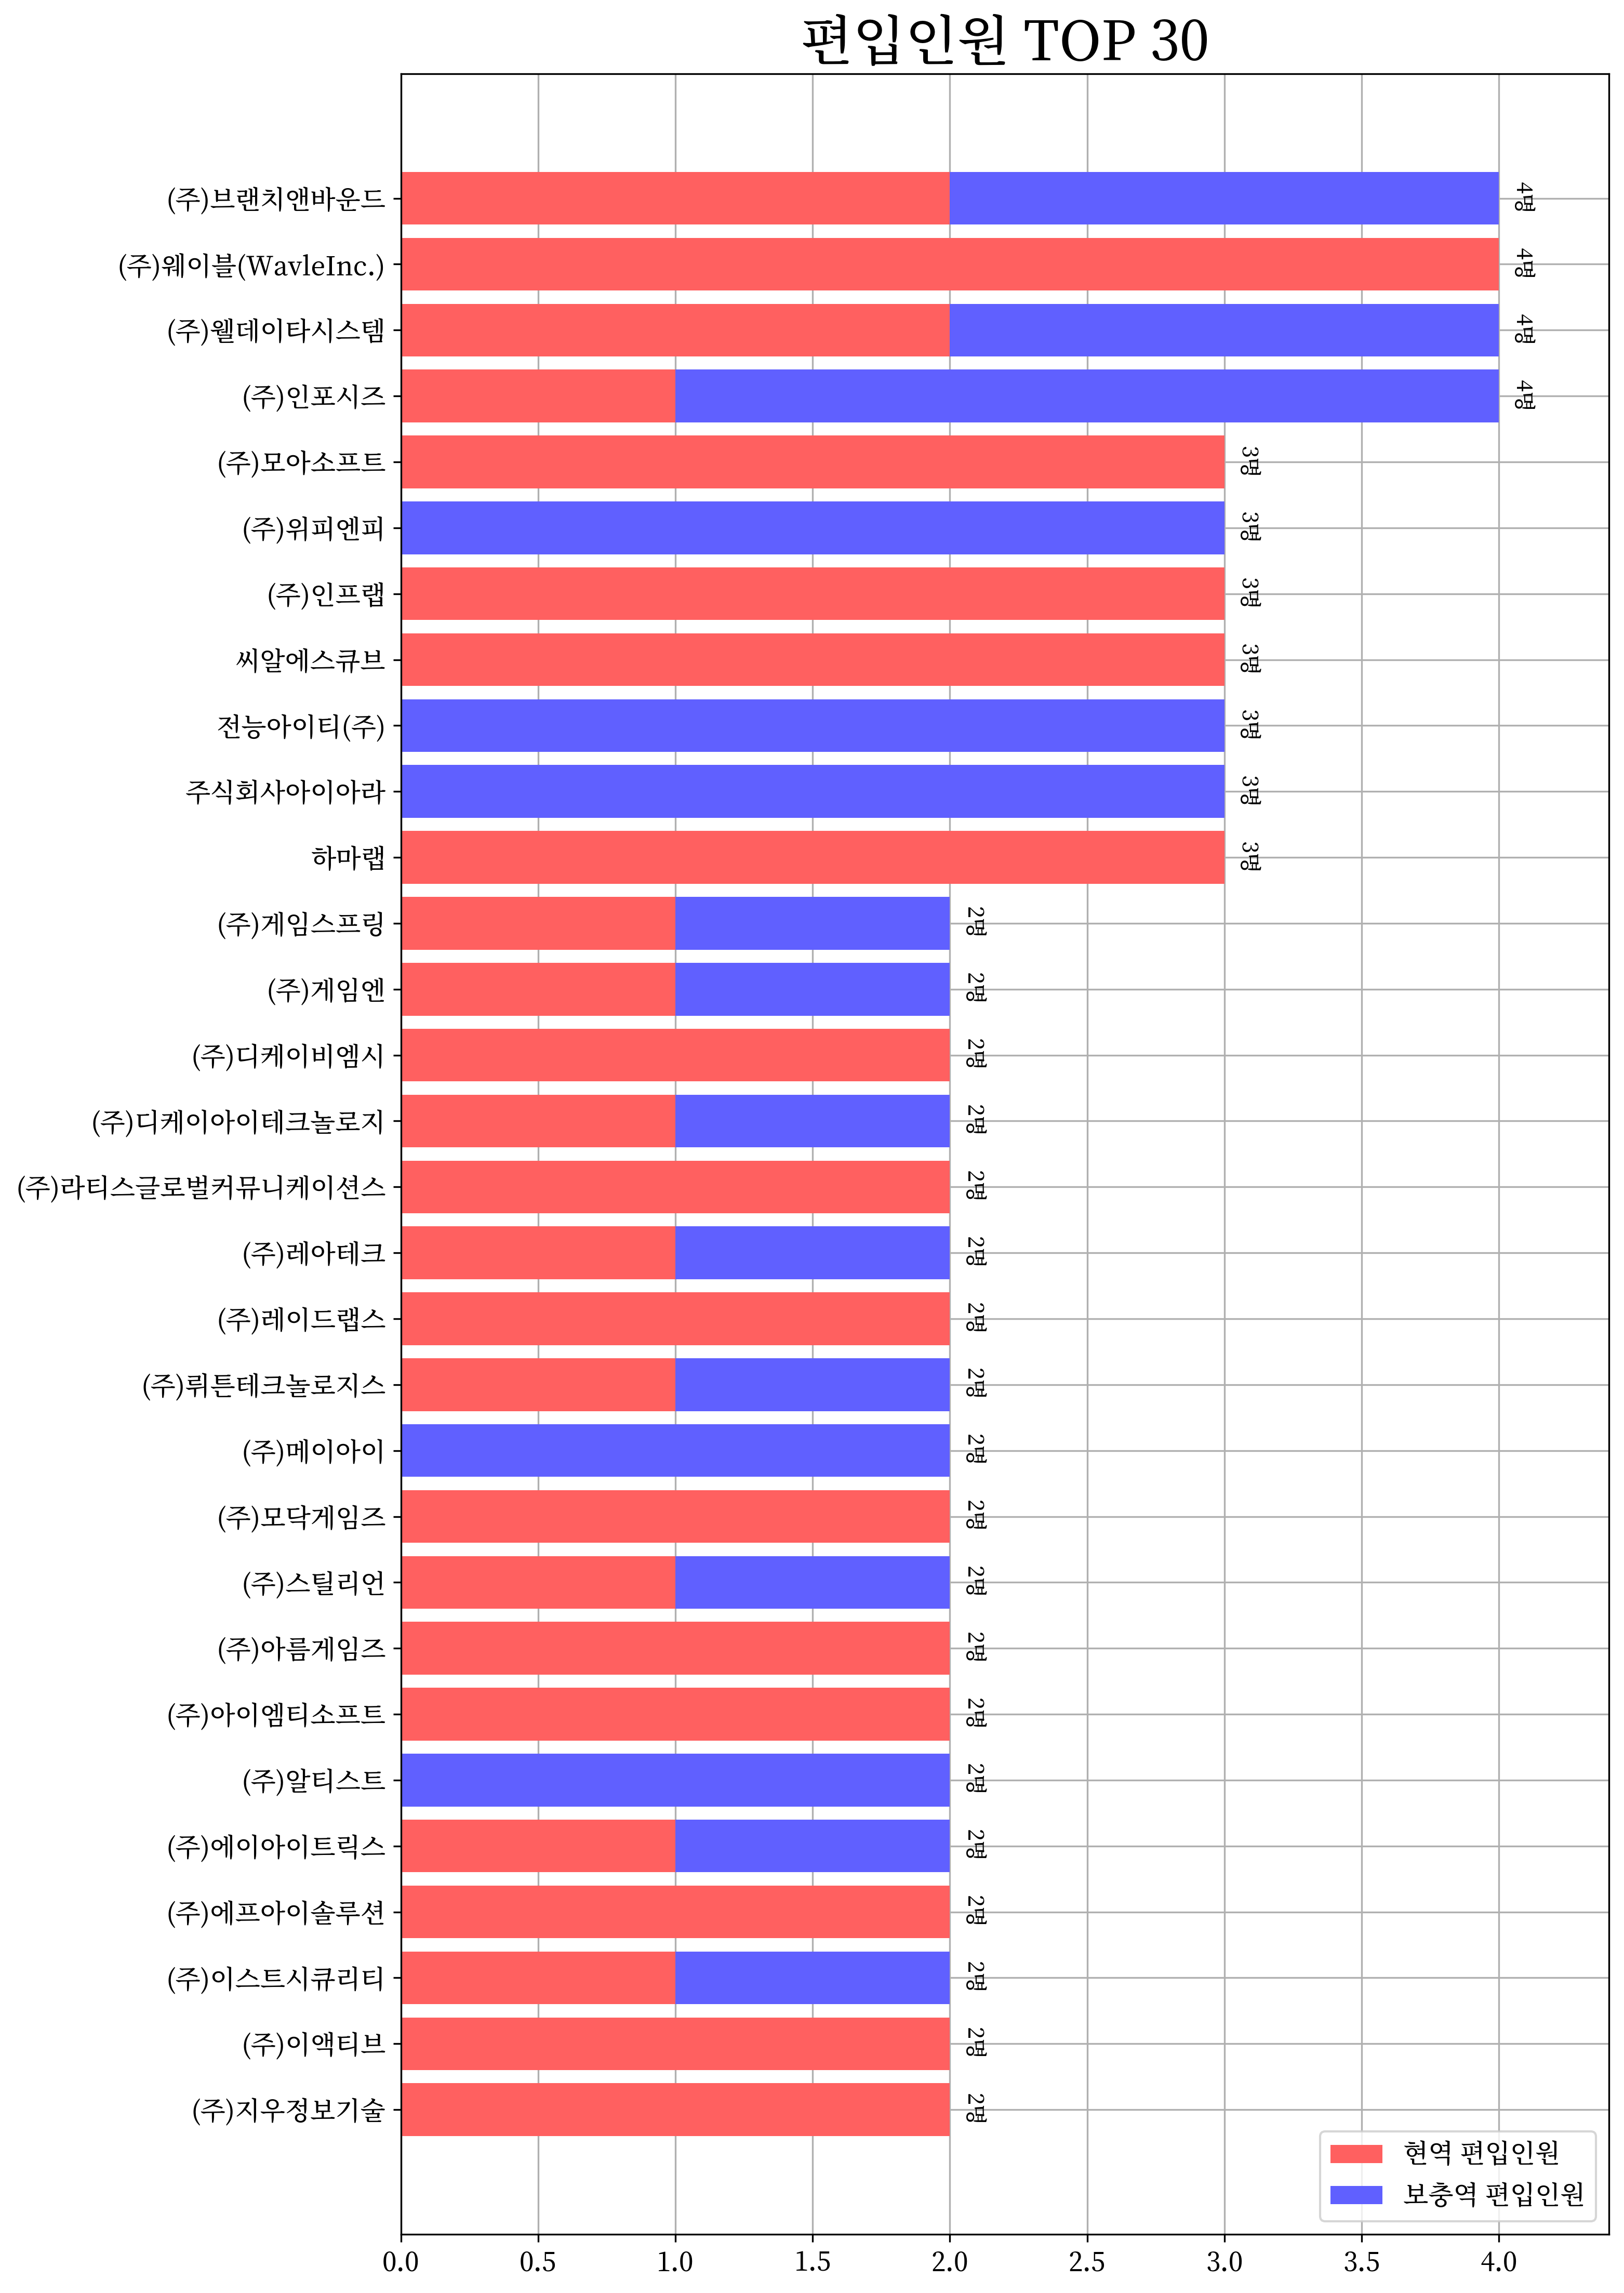 편입인원 TOP 30
(주)브랜치앤바운드 4명
(주)웨이블(WavleInc.) 4명
(주)웰데이타시스템 4명
(주)인포시즈 4명
(주)모아소프트 3명
(주)위피엔피 3명
(주)인프랩 3명
씨알에스큐브 3명
전능아이티(주) 3명
주식회사아이아라 3명
하마랩 3명
(주)게임스프링 2명
(주)게임엔 2명
(주)디케이비엠시 2명
(주)디케이아이테크놀로지 2명
(주)라티스글로벌커뮤니케이션스 2명
(주)레아테크 2명
(주)레이드랩스 2명
(주)뤼튼테크놀로지스 2명
(주)메이아이 2명
(주)모닥게임즈 2명
(주)스틸리언 2명
(주)아름게임즈 2명
(주)아이엠티소프트 2명
(주)알티스트 2명
(주)에이아이트릭스 2명
(주)에프아이솔루션 2명
(주)이스트시큐리티 2명
(주)이액티브 2명
(주)지우정보기술 2명
현역 편입인원
보충역 편입인원
0.0 0.5 1.0 1.5 2.0 2.5 3.0 3.5 4.0